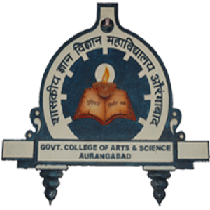 शासकीय ज्ञान विज्ञान महाविद्यालय औरंगाबाद
GOVT. COLLEGE OF ARTS & SCIENCE
AURANGABAD